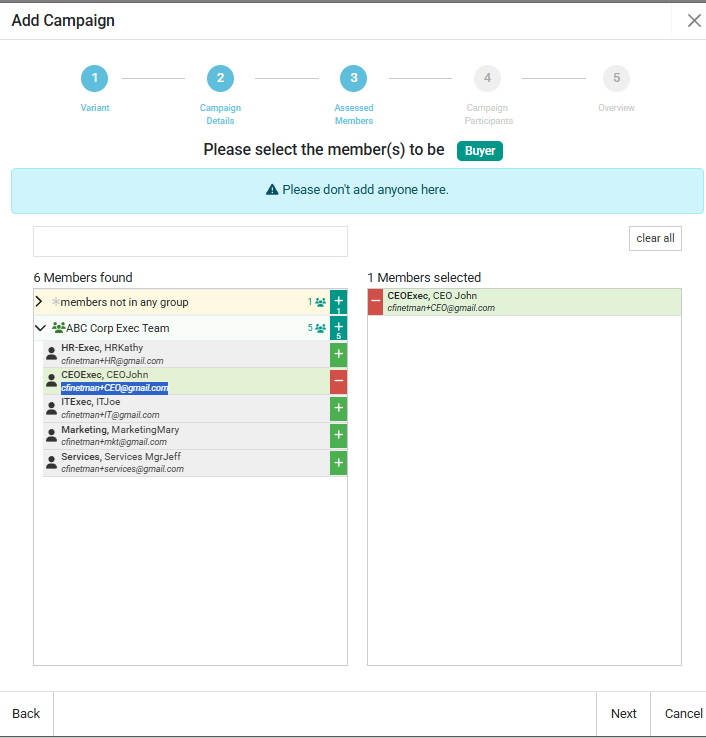 Add Campaign
1 2 3 4 5
Variant Campaign Details Assessed Members Campaign Participants Overview
Please select the member(s) to be Buyer
Please don't add anyone here.
clear all
6 Members found
members not in any group 1 + 1
ABC Corp Exec Team 5 + 5
HR-Exec, HRKathy
cfinetman+HR@gmail.com
CEOExec, CEOJohn
cfinetman+CEO@gmail.com
ITExec, ITJoe
cfinetman+IT@gmail.com
Marketing, MarketingMary
cfinetman+mkt@gmail.com
Services, Services MgrJeff
cfinetman+services@gmail.com
1 Members selected
CEOExec, CEO John
cfinetman+CEO@gmail.com
Back Next Cancel